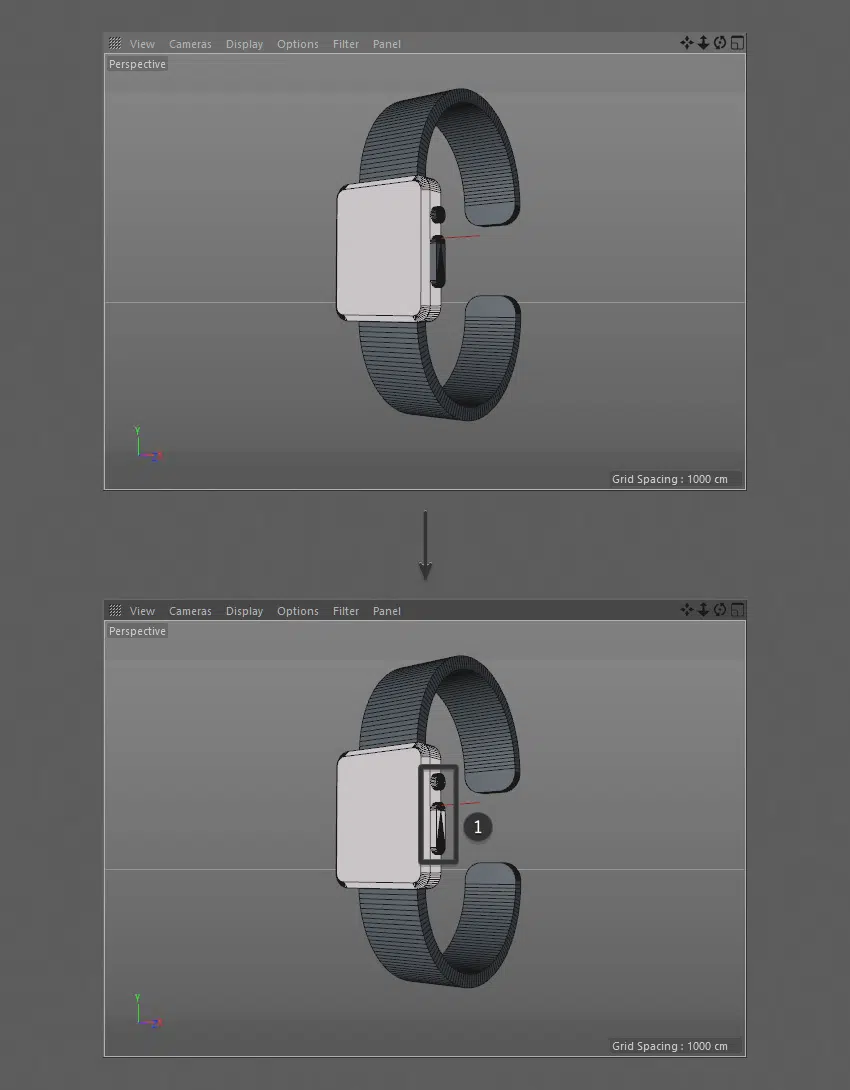 View Cameras Display Options Filter Panel
Perspective
Y
Z X
Grid Spacing : 1000 cm
View Cameras Display Options Filter Panel
Perspective
1
Y
Z X
Grid Spacing : 1000 cm